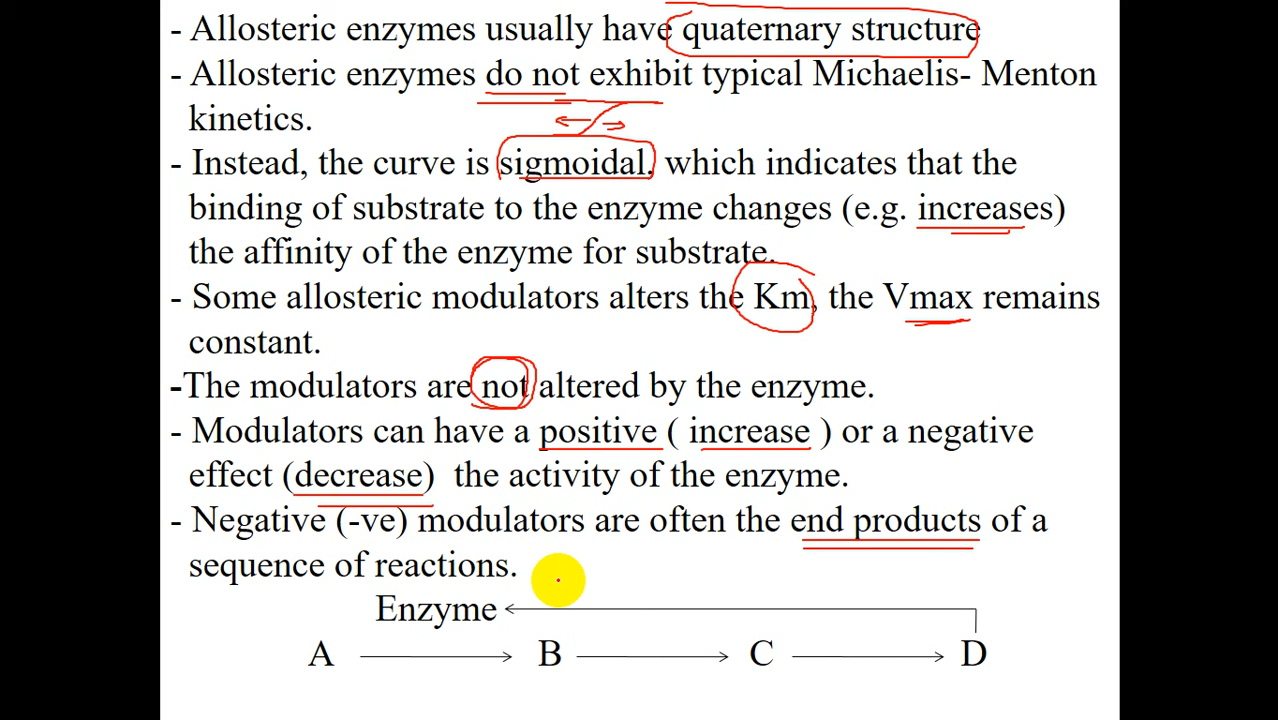 - Allosteric enzymes usually have quaternary structure
- Allosteric enzymes do not exhibit typical Michaelis- Menton
kinetics.
- Instead, the curve is sigmoidal, which indicates that the
binding of substrate to the enzyme changes (e.g. increases)
the affinity of the enzyme for substrate.
- Some allosteric modulators alters the Km, the Vmax remains
constant.
-The modulators are not altered by the enzyme.
- Modulators can have a positive ( increase ) or a negative
effect (decrease) the activity of the enzyme.
- Negative (-ve) modulators are often the end products of a
sequence of reactions.
Enzyme
A B C D